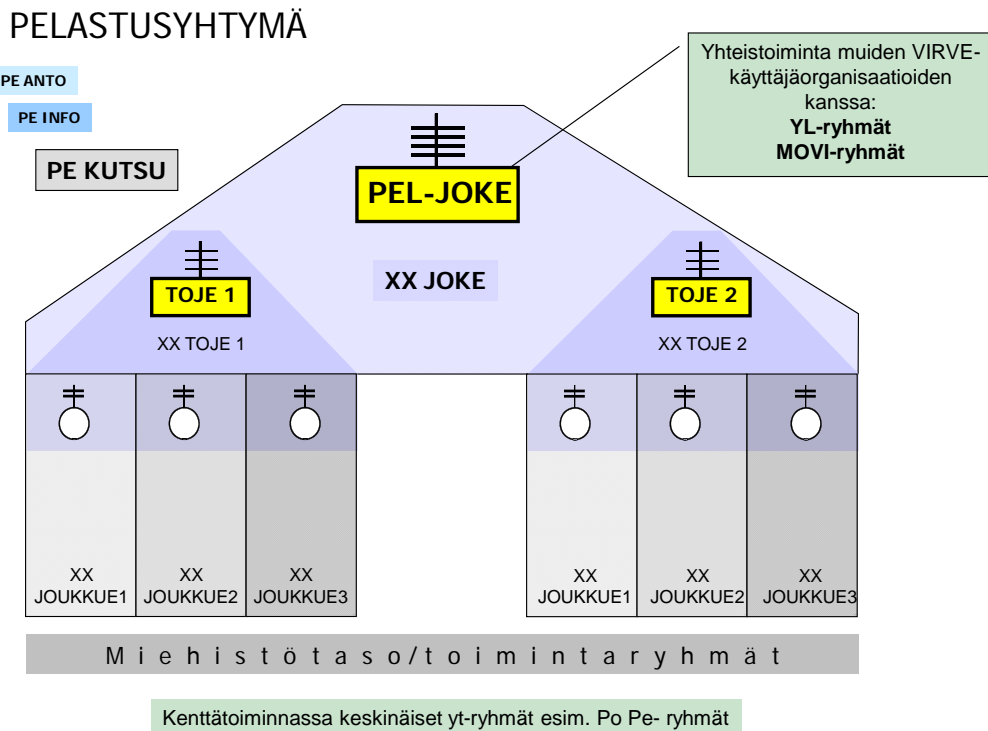 PELASTUSYHTYMÄ
PE ANTO
PE INFO
PE KUTSU
Yhteistoiminta muiden VIRVE-
käyttäjäorganisaatioiden
kanssa:
YL-ryhmät
MOVI-ryhmät
PEL-JOKE
XX JOKE
TOJE 1
XX TOJE 1
TOJE 2
XX TOJE 2
XX
JOUKKUE1
XX
JOUKKUE2
XX
JOUKKUE3
XX
JOUKKUE1
XX
JOUKKUE2
XX
JOUKKUE3
Miehistötaso/toimintaryhmät
Kenttätoiminnassa keskinäiset yt-ryhmät esim. Po Pe- ryhmät